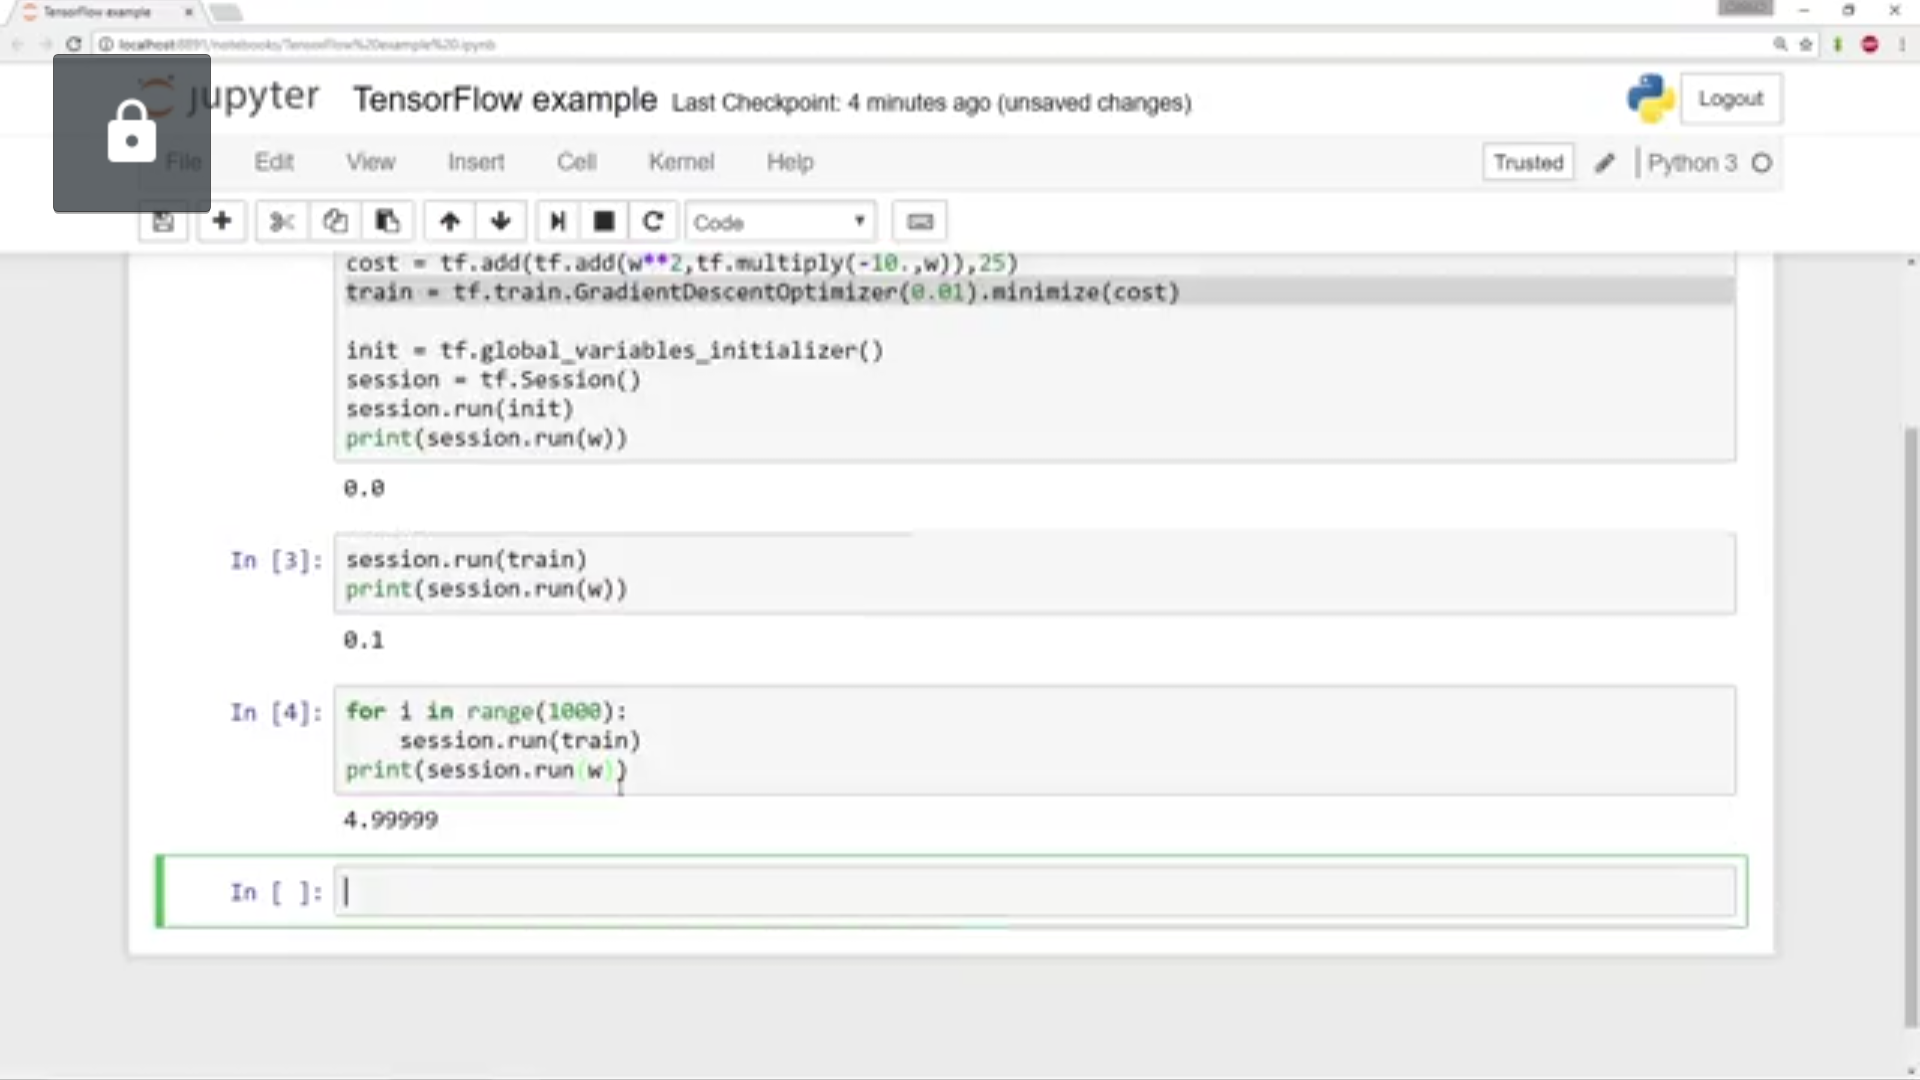 TensorFlow example
localhost:8891/notebooks/TensorFlow%20example%20.ipynb
jupyter TensorFlow example Last Checkpoint: 4 minutes ago (unsaved changes)
Logout
File Edit View Insert Cell Kernel Help
Trusted Python 3
Code
cost = tf.add(tf.add(w**2,tf.multiply(-10.,w)),25)
train = tf.train.GradientDescentOptimizer(0.01).minimize(cost)
init = tf.global_variables_initializer()
session = tf.Session()
session.run(init)
print(session.run(w))
0.0
In [3]:
session.run(train)
print(session.run(w))
0.1
In [4]:
for i in range(1000):
session.run(train)
print(session.run(w))
4.99999
In [ ]: